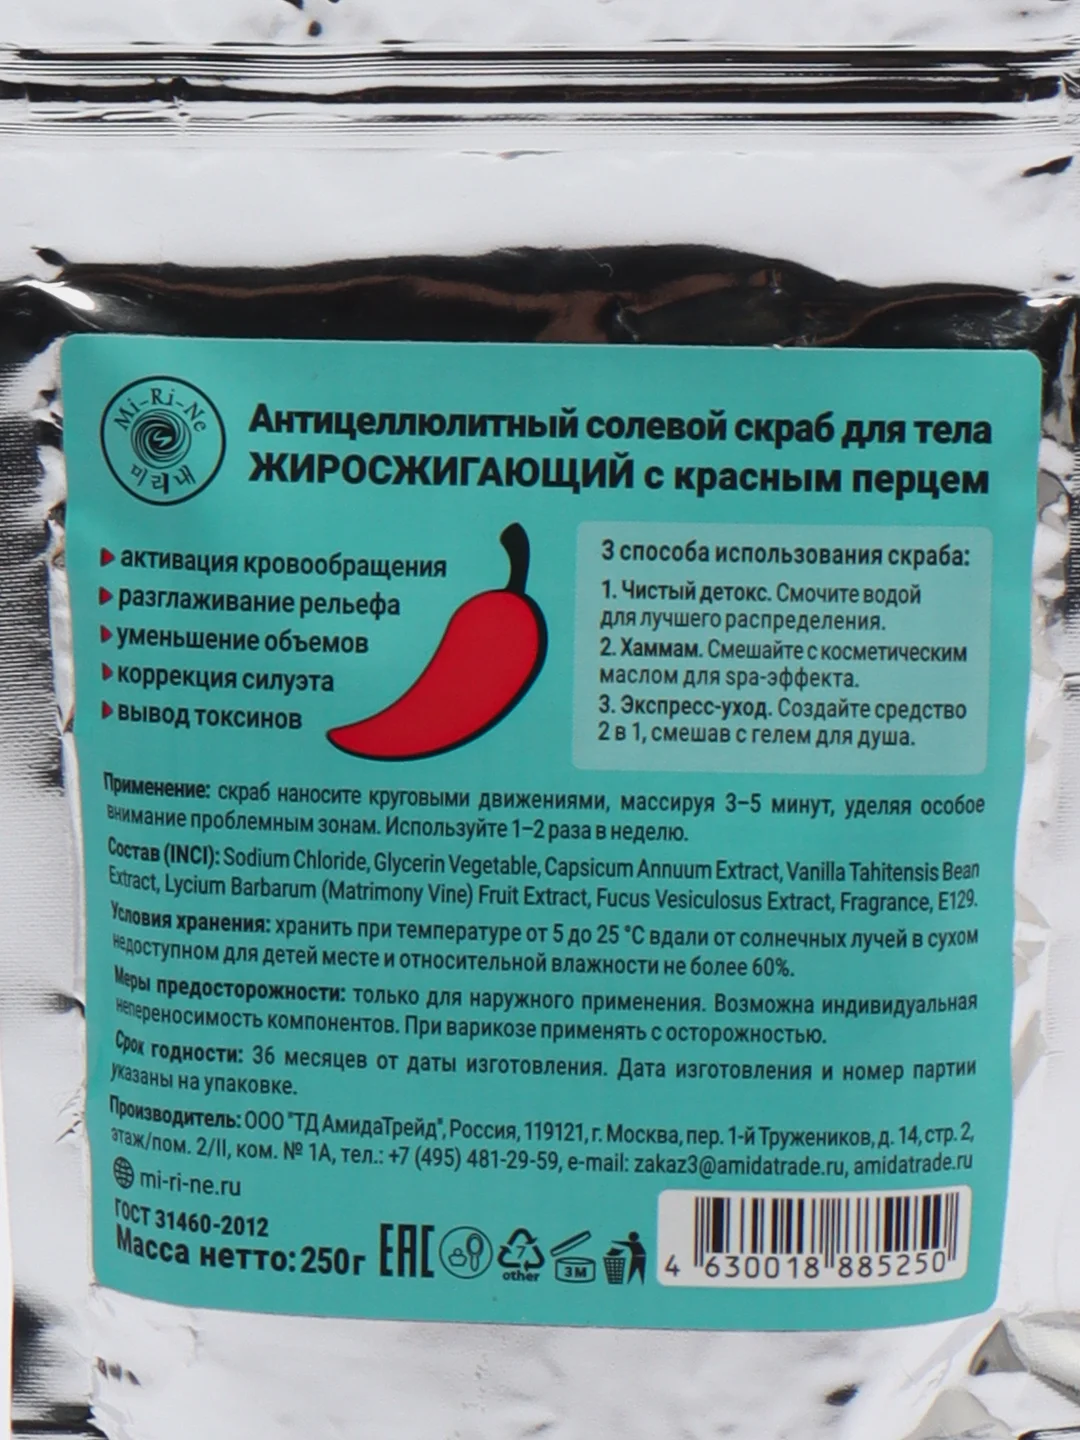 Mi-Ri-Ne
미리내
Антицеллюлитный солевой скраб для тела
ЖИРОСЖИГАЮЩИЙ с красным перцем
активация кровообращения
разглаживание рельефа
уменьшение объемов
коррекция силуэта
вывод токсинов
3 способа использования скраба:
1. Чистый детокс. Смочите водой
для лучшего распределения.
2. Хаммам. Смешайте с косметическим
маслом для spa-эффекта.
3. Экспресс-уход. Создайте средство
2 в 1, смешав с гелем для душа.
Применение: скраб наносите круговыми движениями, массируя 3–5 минут, уделяя особое
внимание проблемным зонам. Используйте 1–2 раза в неделю.
Состав (INCI): Sodium Chloride, Glycerin Vegetable, Capsicum Annuum Extract, Vanilla Tahitensis Bean
Extract, Lycium Barbarum (Matrimony Vine) Fruit Extract, Fucus Vesiculosus Extract, Fragrance, E129.
Условия хранения: хранить при температуре от 5 до 25 °C вдали от солнечных лучей в сухом
недоступном для детей месте и относительной влажности не более 60%.
Меры предосторожности: только для наружного применения. Возможна индивидуальная
непереносимость компонентов. При варикозе применять с осторожностью.
Срок годности: 36 месяцев от даты изготовления. Дата изготовления и номер партии
указаны на упаковке.
Производитель: ООО "ТД АмидаТрейд", Россия, 119121, г. Москва, пер. 1-й Тружеников, д. 14, стр. 2,
этаж/пом. 2/II, ком. № 1А, тел.: +7 (495) 481-29-59, e-mail: zakaz3@amidatrade.ru, amidatrade.ru
mi-ri-ne.ru
ГОСТ 31460-2012
Масса нетто: 250г
EAC
7
other
3М
4 630018 885250